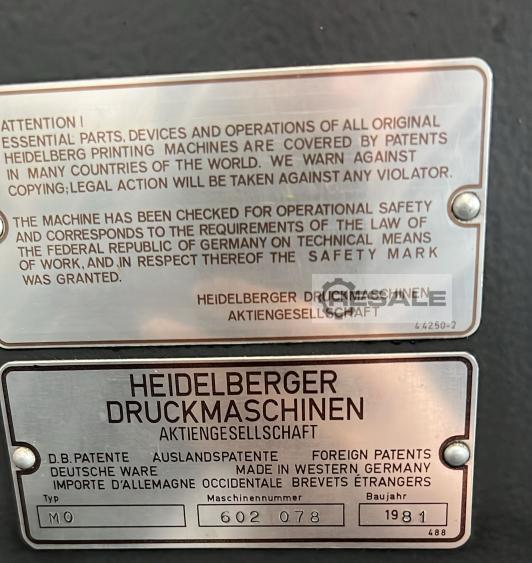 ATTENTION !
ESSENTIAL PARTS, DEVICES AND OPERATIONS OF ALL ORIGINAL
HEIDELBERG PRINTING MACHINES ARE COVERED BY PATENTS
IN MANY COUNTRIES OF THE WORLD. WE WARN AGAINST
COPYING; LEGAL ACTION WILL BE TAKEN AGAINST ANY VIOLATOR.
THE MACHINE HAS BEEN CHECKED FOR OPERATIONAL SAFETY
AND CORRESPONDS TO THE REQUIREMENTS OF THE LAW OF
THE FEDERAL REPUBLIC OF GERMANY ON TECHNICAL MEANS
OF WORK, AND, IN RESPECT THEREOF THE SAFETY MARK
WAS GRANTED.
HEIDELBERGER DRUCKMASCHINEN
AKTIENGESELLSCHAFT
RESALE
4.4250-2
HEIDELBERGER
DRUCKMASCHINEN
AKTIENGESELLSCHAFT
D.B. PATENTE AUSLANDSPATENTE FOREIGN PATENTS
DEUTSCHE WARE MADE IN WESTERN GERMANY
IMPORTE D'ALLEMAGNE OCCIDENTALE BREVETS ÉTRANGERS
Typ Maschinennummer Baujahr
MO 602 078 1981
488